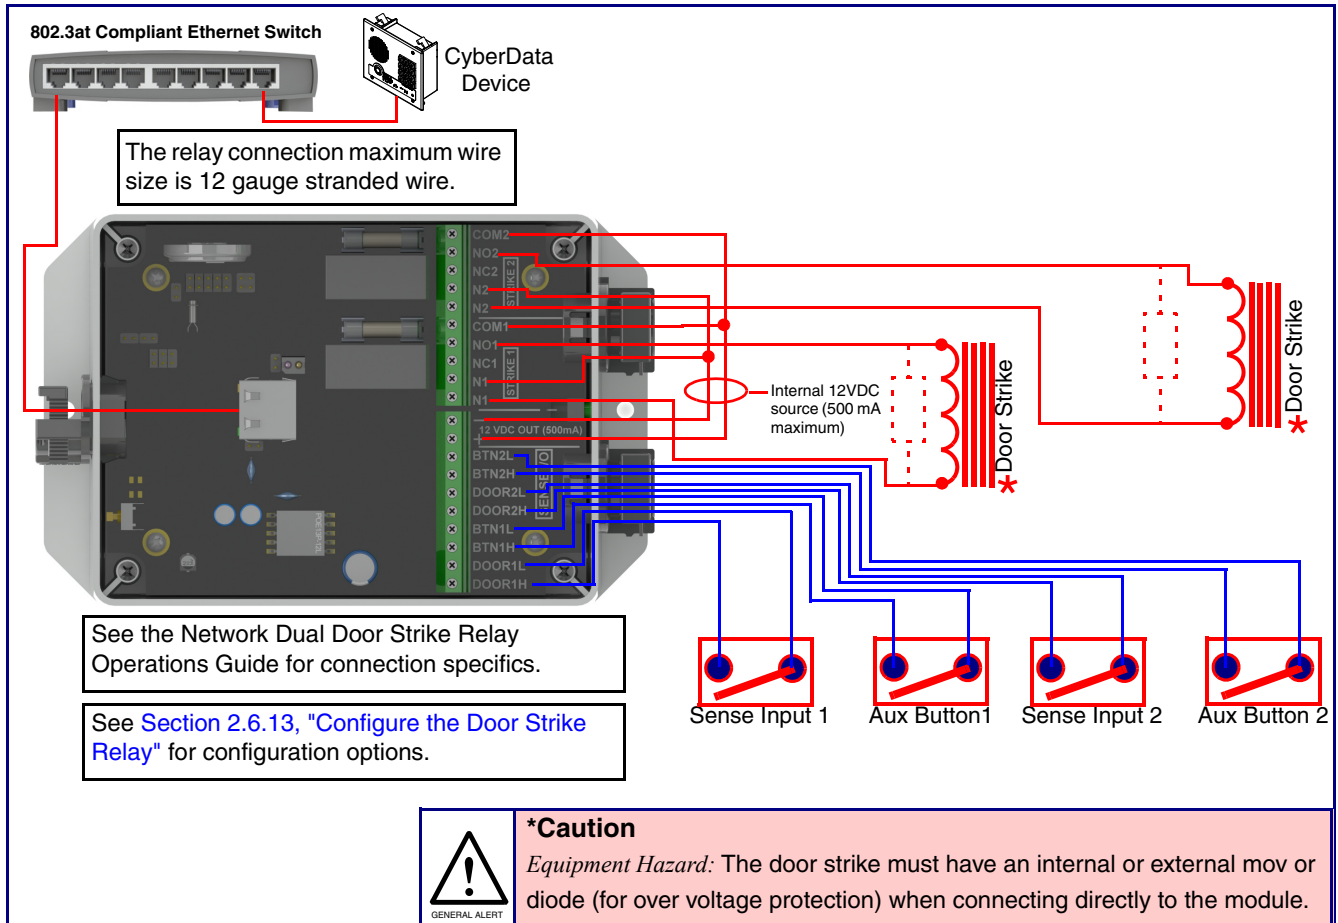 802.3at Compliant Ethernet Switch
CyberData
Device
The relay connection maximum wire
size is 12 gauge stranded wire.
COM2
NO2
NC2
N2
N2
STRIKE 2
COM1
NO1
NC1
N1
N1
STRIKE 1
-
12 VDC OUT (500mA)
+
BTN2L
BTN2H
DOOR2L
DOOR2H
BTN1L
BTN1H
DOOR1L
DOOR1H
SENSE I/O
POE13P-12L
Internal 12VDC
source (500 mA
maximum)
*Door Strike
*Door Strike
Sense Input 1
Aux Button1
Sense Input 2
Aux Button 2
See the Network Dual Door Strike Relay
Operations Guide for connection specifics.
See Section 2.6.13, "Configure the Door Strike
Relay" for configuration options.
GENERAL ALERT
*Caution
Equipment Hazard: The door strike must have an internal or external mov or
diode (for over voltage protection) when connecting directly to the module.